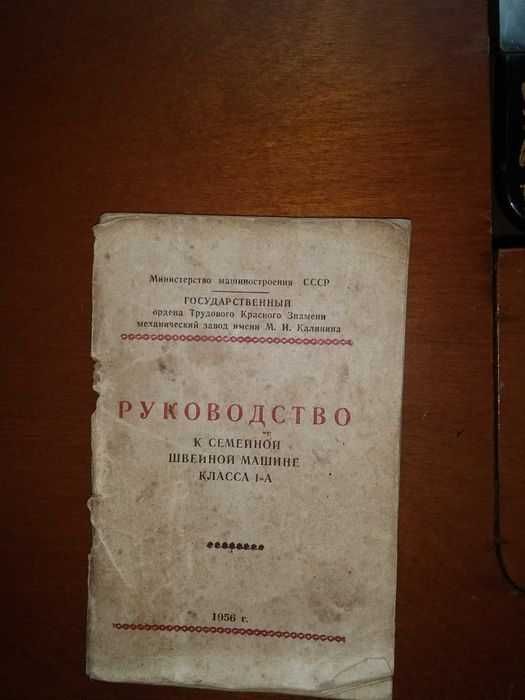 Министерство машиностроения СССР
ГОСУДАРСТВЕННЫЙ
ордена Трудового Красного Знамени
механический завод имени М. И. Калинина
РУКОВОДСТВО
К СЕМЕЙНОЙ
ШВЕЙНОЙ МАШИНЕ
КЛАССА 1-А
1956 г.